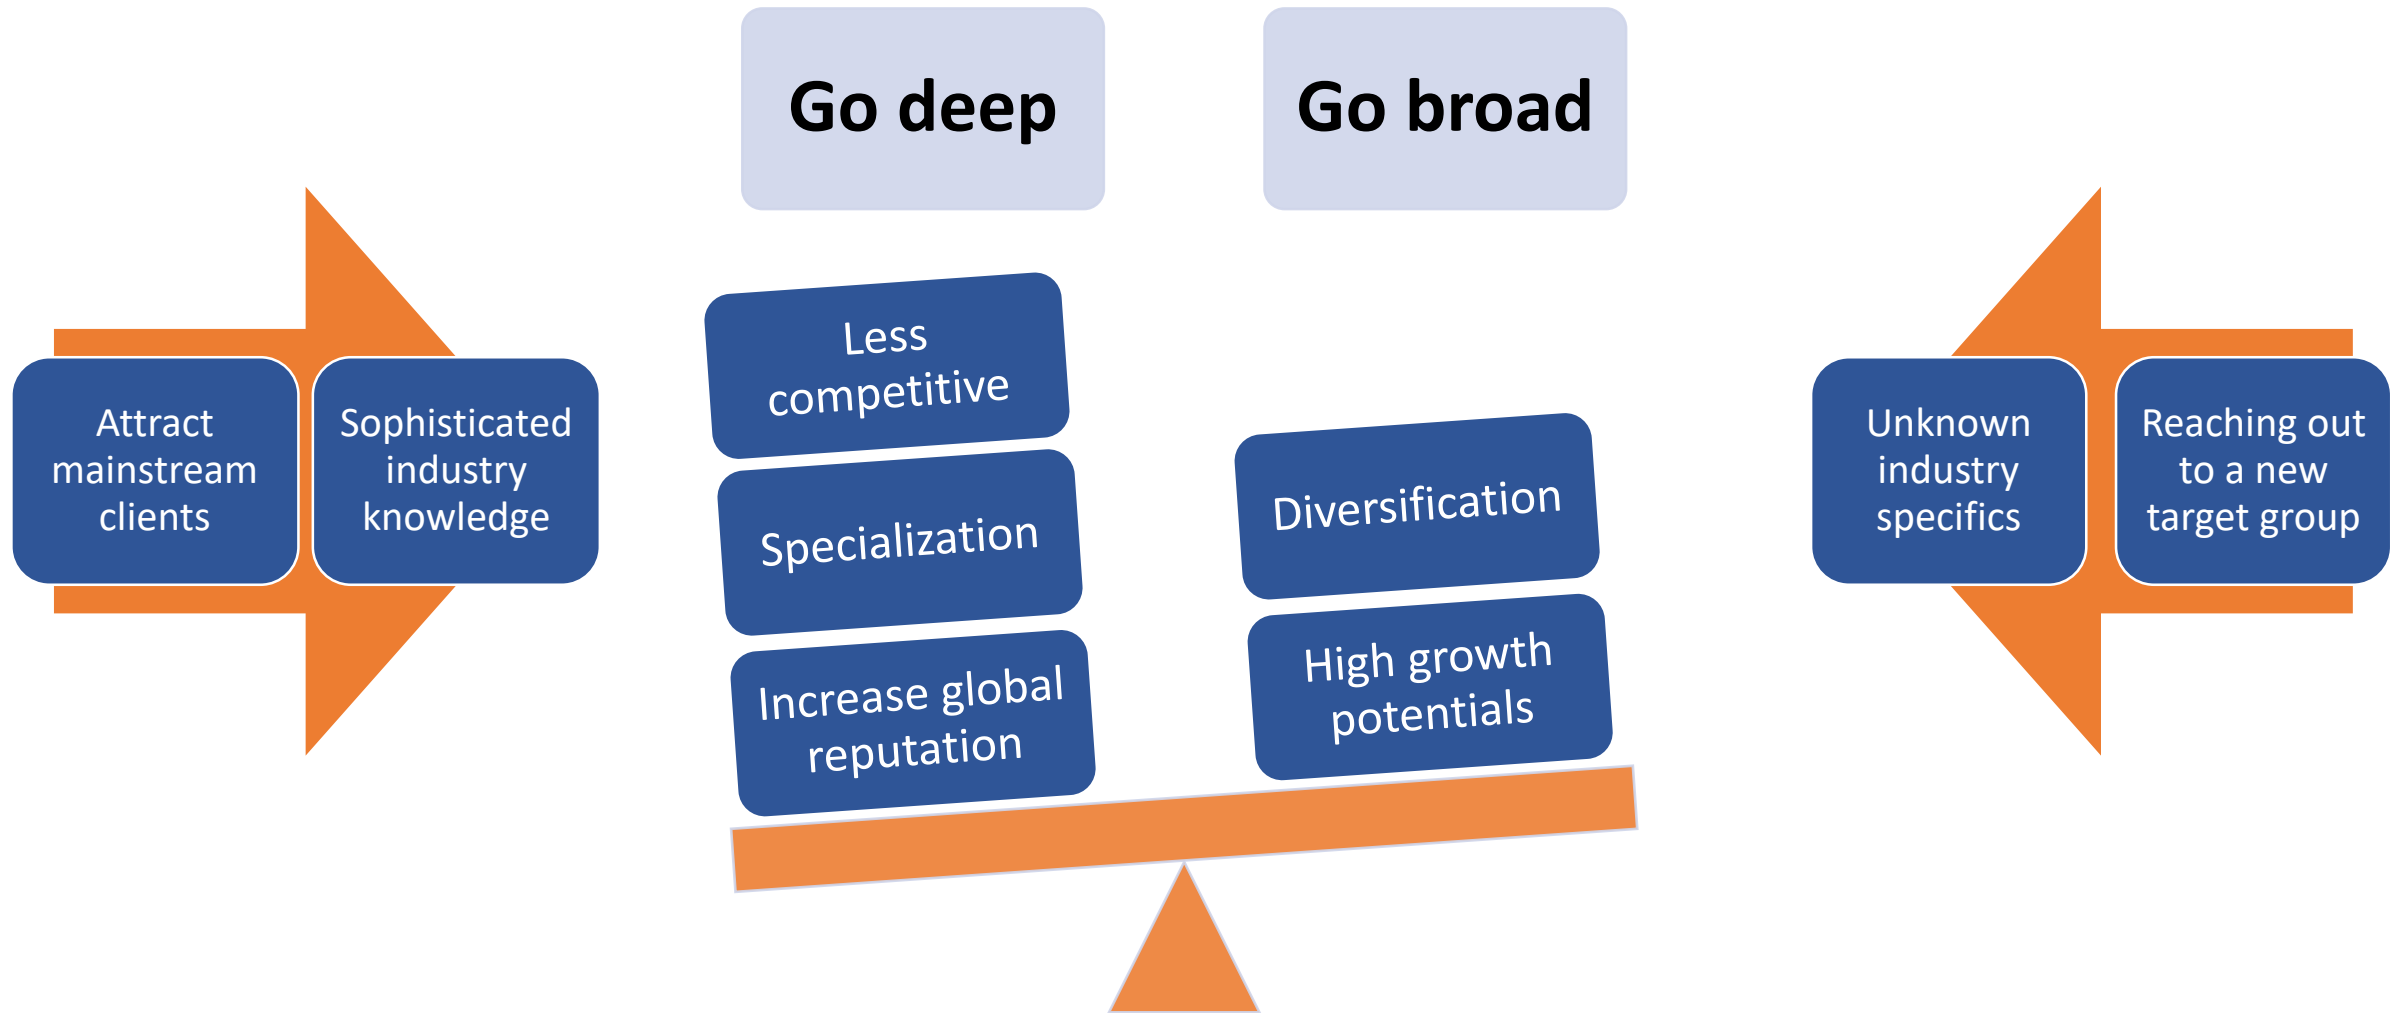 Go deep
Go broad
Attract
mainstream
clients
Sophisticated
industry
knowledge
Less
competitive
Specialization
Increase global
reputation
Diversification
High growth
potentials
Unknown
industry
specifics
Reaching out
to a new
target group